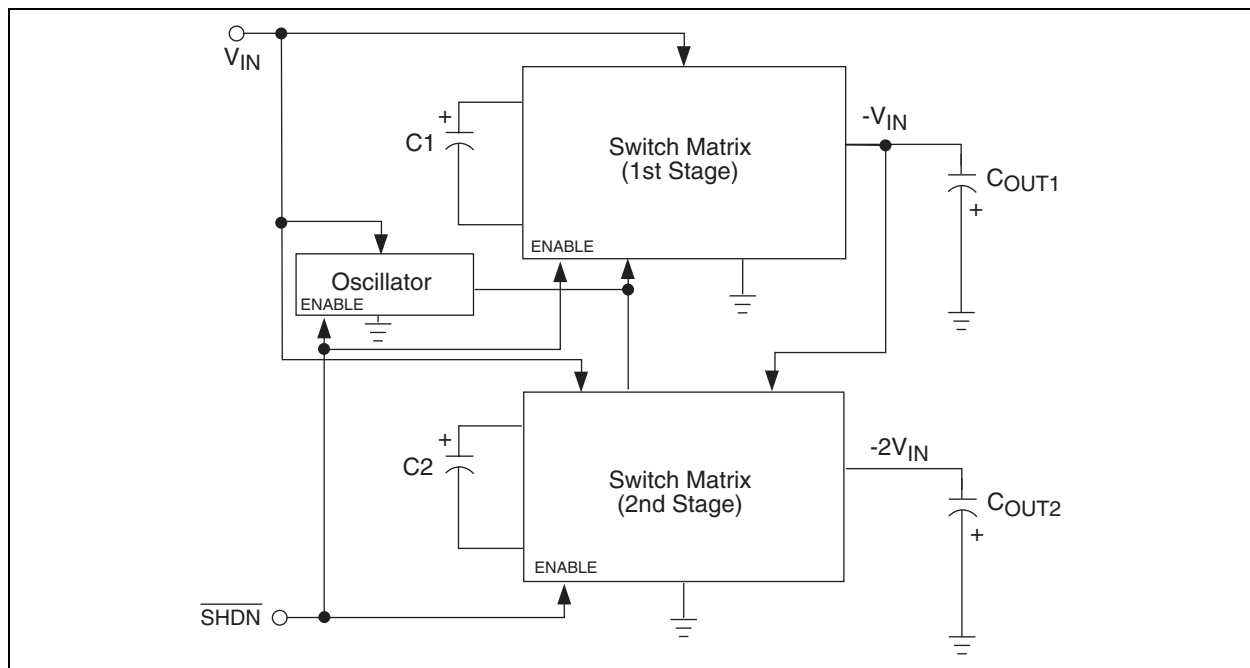 V_IN
+
C1
Switch Matrix
(1st Stage)
ENABLE
-V_IN
C_OUT1
+
Oscillator
ENABLE
+
C2
Switch Matrix
(2nd Stage)
ENABLE
-2V_IN
C_OUT2
+
SHDN